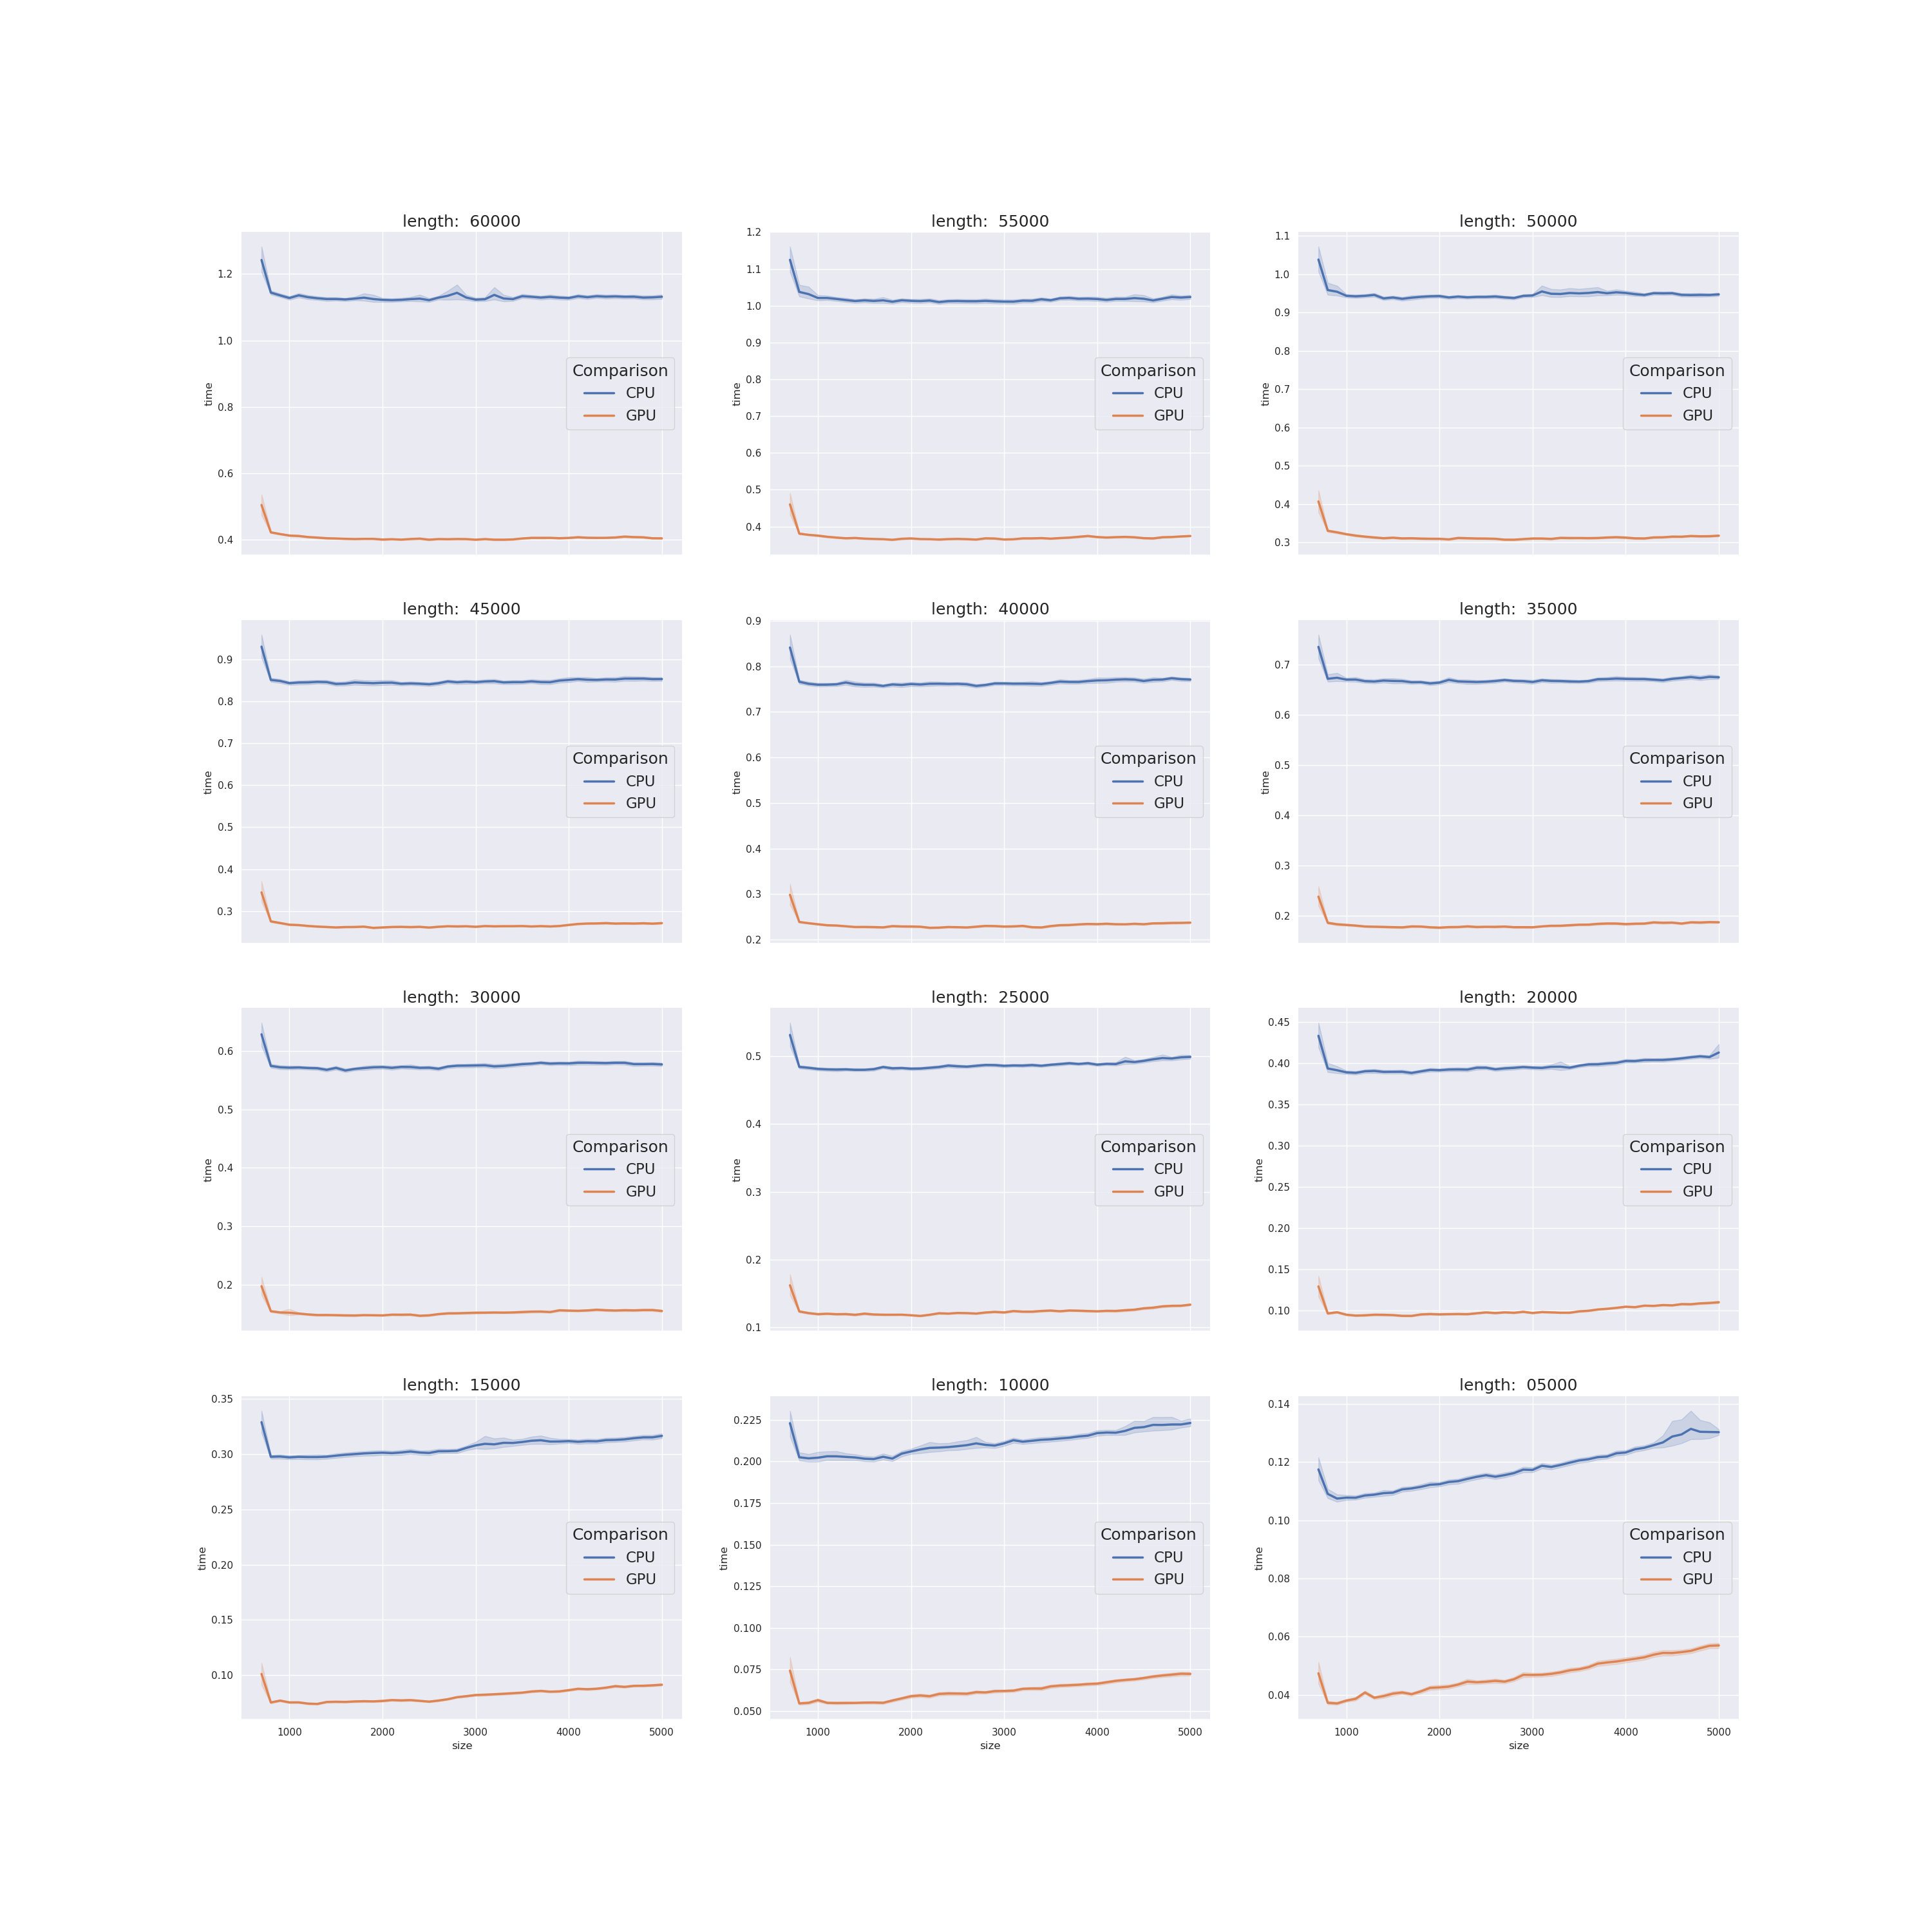 length: 60000
1.2
1.0
0.8
0.6
0.4
time
Comparison
CPU
GPU
length: 55000
1.2
1.1
1.0
0.9
0.8
0.7
0.6
0.5
0.4
time
Comparison
CPU
GPU
length: 50000
1.1
1.0
0.9
0.8
0.7
0.6
0.5
0.4
0.3
time
Comparison
CPU
GPU
length: 45000
0.9
0.8
0.7
0.6
0.5
0.4
0.3
time
Comparison
CPU
GPU
length: 40000
0.9
0.8
0.7
0.6
0.5
0.4
0.3
0.2
time
Comparison
CPU
GPU
length: 35000
0.7
0.6
0.5
0.4
0.3
0.2
time
Comparison
CPU
GPU
length: 30000
0.6
0.5
0.4
0.3
0.2
time
Comparison
CPU
GPU
length: 25000
0.5
0.4
0.3
0.2
0.1
time
Comparison
CPU
GPU
length: 20000
0.45
0.40
0.35
0.30
0.25
0.20
0.15
0.10
time
Comparison
CPU
GPU
length: 15000
0.35
0.30
0.25
0.20
0.15
0.10
time
Comparison
CPU
GPU
1000 2000 3000 4000 5000
size
length: 10000
0.225
0.200
0.175
0.150
0.125
0.100
0.075
0.050
time
Comparison
CPU
GPU
1000 2000 3000 4000 5000
size
length: 05000
0.14
0.12
0.10
0.08
0.06
0.04
time
Comparison
CPU
GPU
1000 2000 3000 4000 5000
size